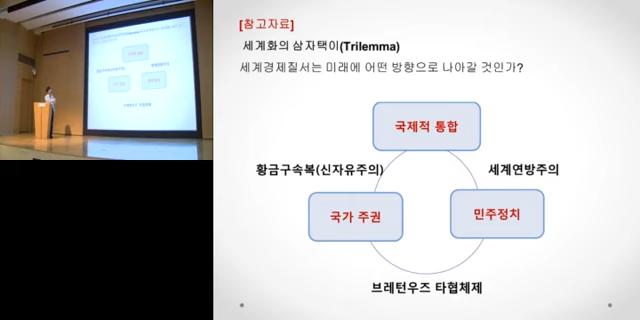 [참고자료]
세계화의 삼자택이(Trilemma)
세계경제질서는 미래에 어떤 방향으로 나아갈 것인가?
국제적 통합
황금구속복(신자유주의)
세계연방주의
국가 주권
민주정치
브레턴우즈 타협체제